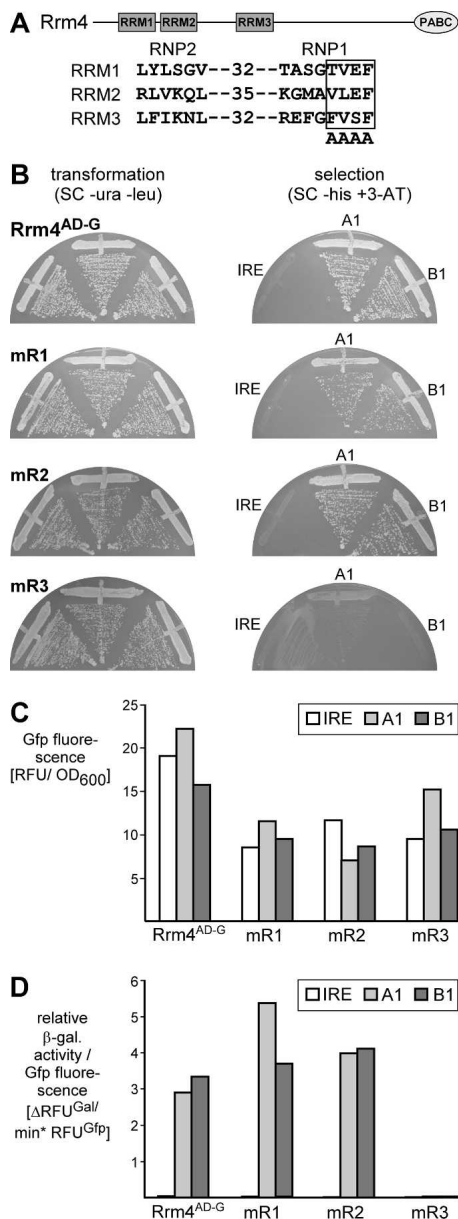 A
Rrm4
RRM1 RRM2 RRM3 PABC
RNP2 RNP1
RRM1 LYLSGV--32--TASGTVEF
RRM2 RLVKQL--35--KGMAVLEF
RRM3 LFIKNL--32--REFGFVSF
AAAA
B
transformation selection
(SC -ura -leu) (SC -his +3-AT)
Rrm4AD-G
A1
IRE B1
mR1
A1
IRE B1
mR2
A1
IRE B1
mR3
A1
IRE B1
C
25
20
15
10
5
0
Gfp fluore-
scence
[RFU/ OD600]
IRE A1 B1
Rrm4AD-G mR1 mR2 mR3
D
6
5
4
3
2
1
relative
β-gal.
activity /
Gfp fluore-
scence
[ΔRFUGal/
min* RFUGfp]
IRE A1 B1
Rrm4AD-G mR1 mR2 mR3